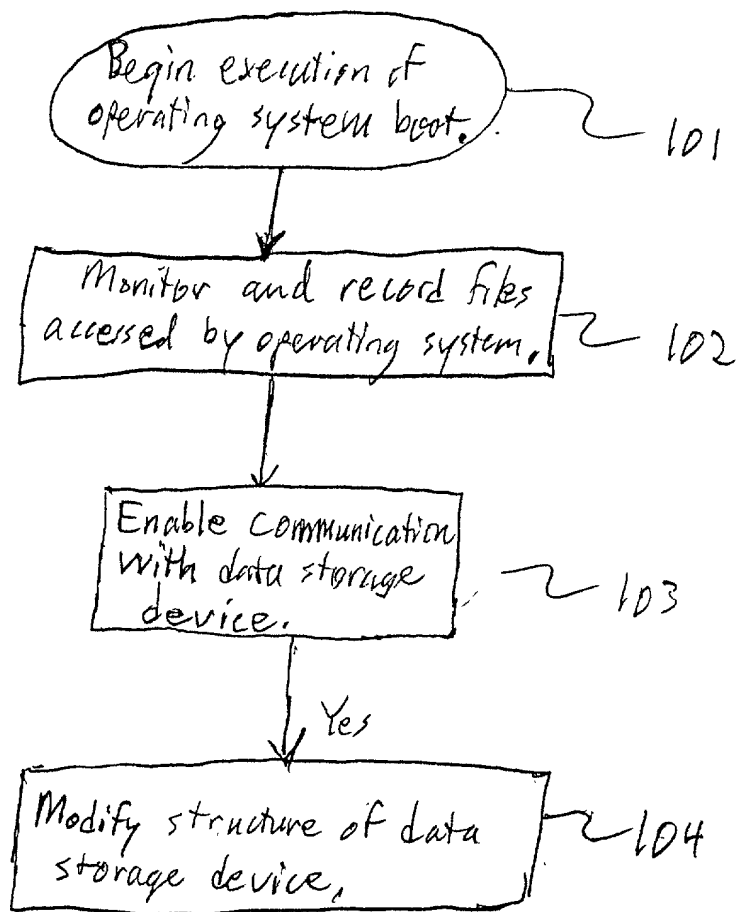 Begin execution of
operating system boot.
101
Monitor and record files
accessed by operating system.
102
Enable communication
with data storage
device.
103
Yes
Modify structure of data
storage device.
104